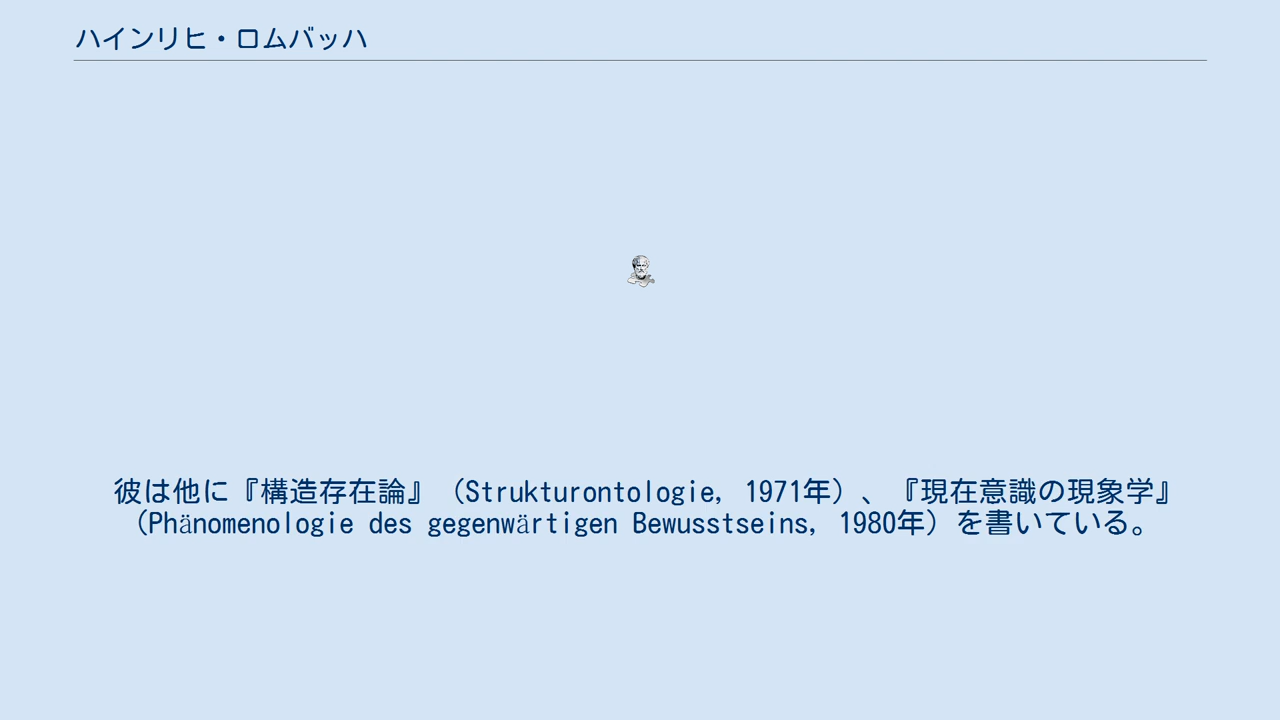 ハインリヒ・ロムバッハ
彼は他に『構造存在論』（Strukturontologie, 1971年）、『現在意識の現象学』
（Phänomenologie des gegenwärtigen Bewusstseins, 1980年）を書いている。